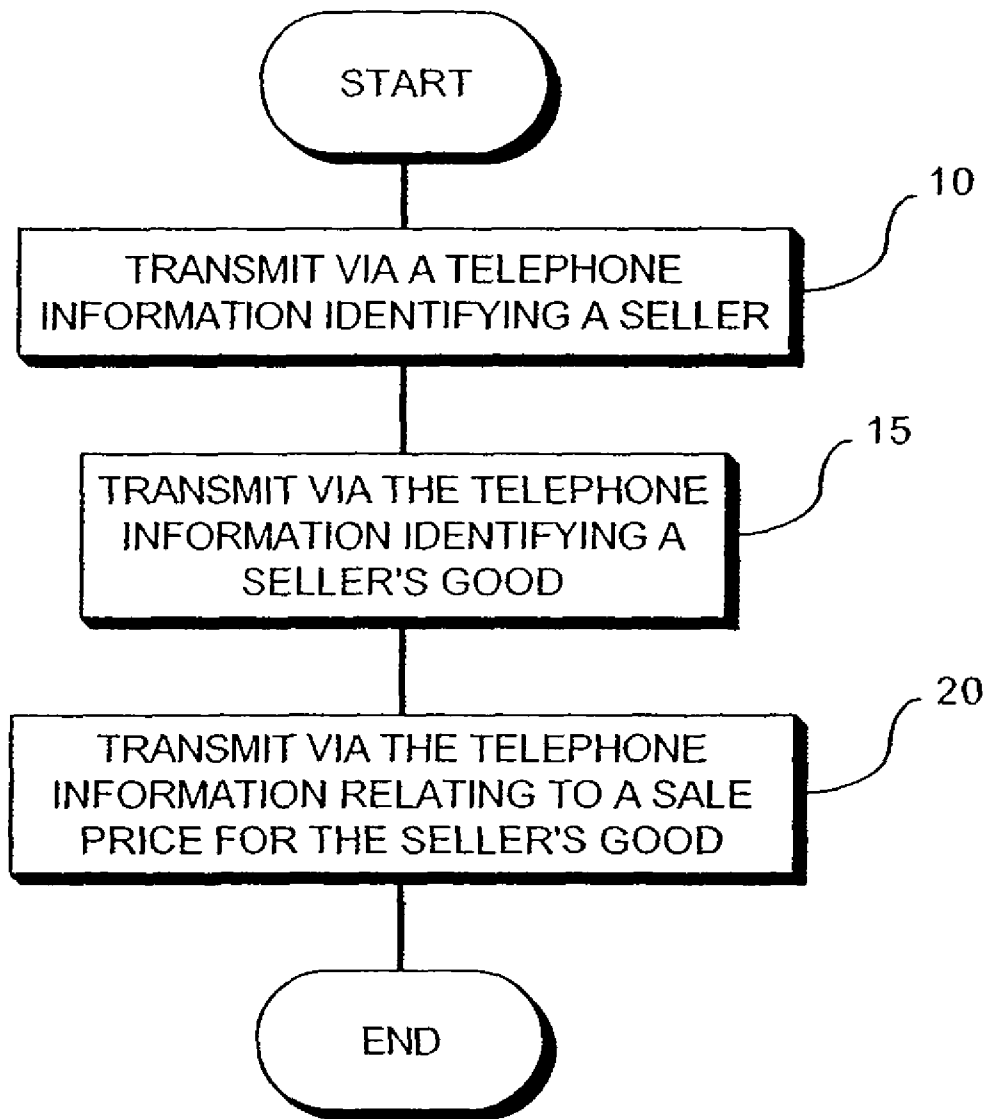 START
10
TRANSMIT VIA A TELEPHONE
INFORMATION IDENTIFYING A SELLER
15
TRANSMIT VIA THE TELEPHONE
INFORMATION IDENTIFYING A
SELLER'S GOOD
20
TRANSMIT VIA THE TELEPHONE
INFORMATION RELATING TO A SALE
PRICE FOR THE SELLER'S GOOD
END